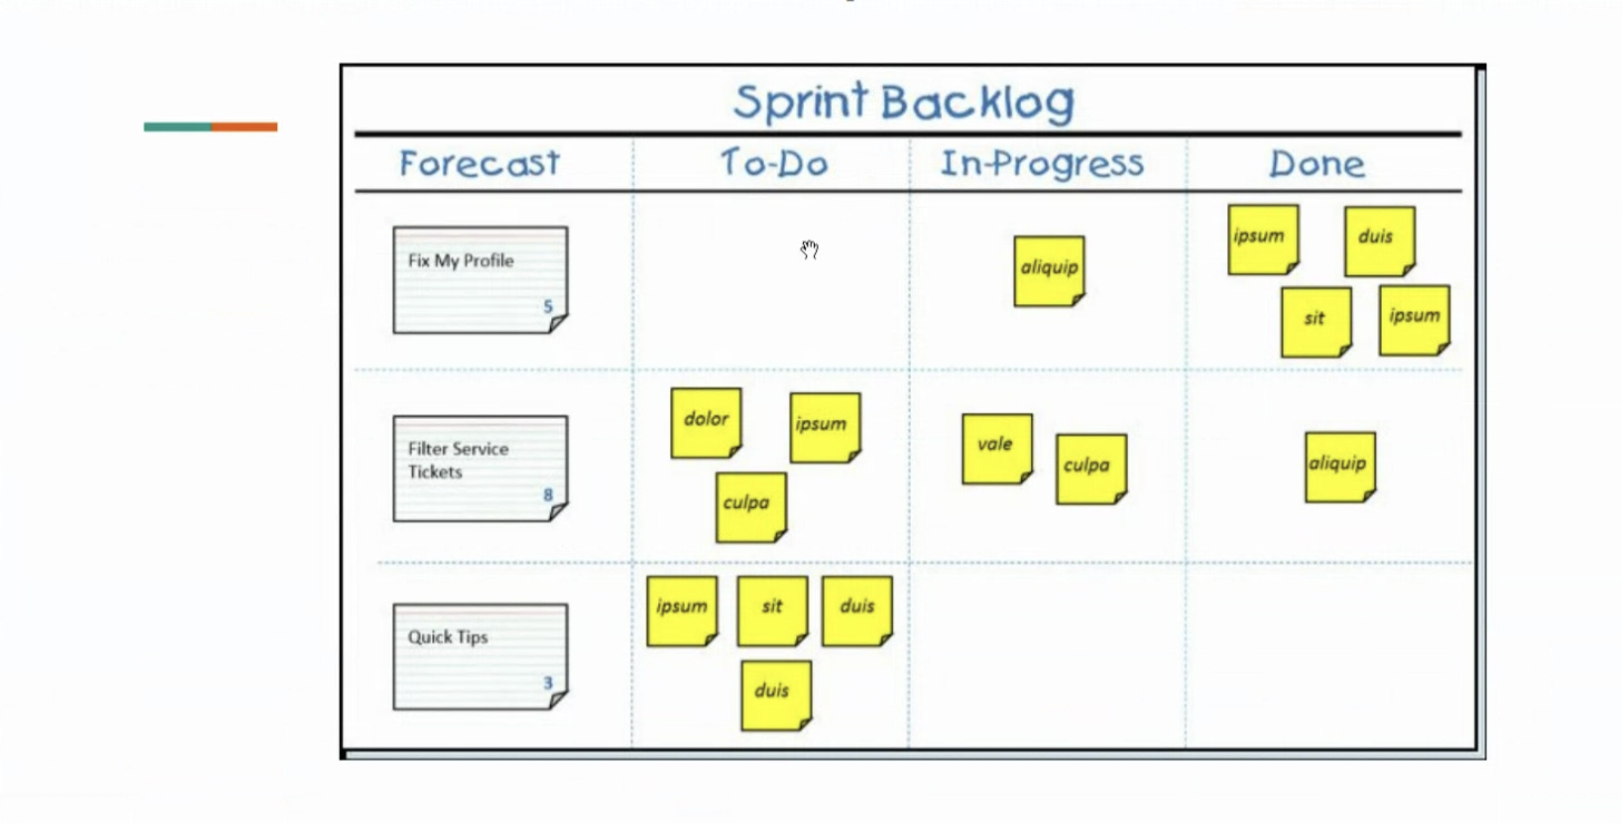 Sprint Backlog
Forecast To-Do In-Progress Done
Fix My Profile
5
aliquip
ipsum duis
sit ipsum
Filter Service
Tickets
8
dolor ipsum
culpa
vale culpa
aliquip
Quick Tips
3
ipsum sit duis
duis